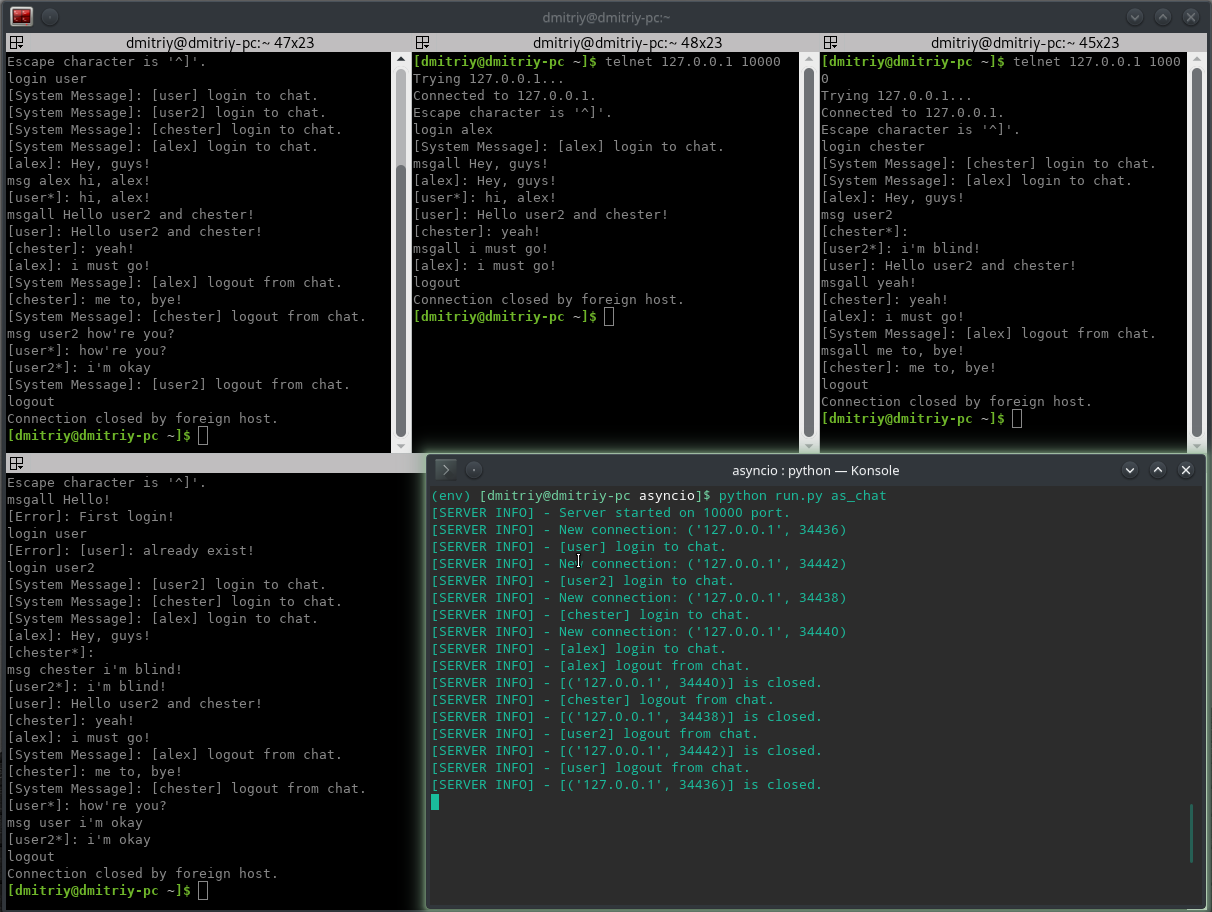 dmitriy@dmitriy-pc:~
dmitriy@dmitriy-pc:~ 47x23
Escape character is '^]'.
login user
[System Message]: [user] login to chat.
[System Message]: [user2] login to chat.
[System Message]: [chester] login to chat.
[System Message]: [alex] login to chat.
[alex]: Hey, guys!
msg alex hi, alex!
[user*]: hi, alex!
msgall Hello user2 and chester!
[user]: Hello user2 and chester!
[chester]: yeah!
[alex]: i must go!
[System Message]: [alex] logout from chat.
[chester]: me to, bye!
[System Message]: [chester] logout from chat.
msg user2 how're you?
[user*]: how're you?
[user2*]: i'm okay
[System Message]: [user2] logout from chat.
logout
Connection closed by foreign host.
[dmitriy@dmitriy-pc ~]$
dmitriy@dmitriy-pc:~ 48x23
[dmitriy@dmitriy-pc ~]$ telnet 127.0.0.1 10000
Trying 127.0.0.1...
Connected to 127.0.0.1.
Escape character is '^]'.
login alex
[System Message]: [alex] login to chat.
msgall Hey, guys!
[alex]: Hey, guys!
[user*]: hi, alex!
[user]: Hello user2 and chester!
[chester]: yeah!
msgall i must go!
[alex]: i must go!
logout
Connection closed by foreign host.
[dmitriy@dmitriy-pc ~]$
dmitriy@dmitriy-pc:~ 45x23
[dmitriy@dmitriy-pc ~]$ telnet 127.0.0.1 1000
0
Trying 127.0.0.1...
Connected to 127.0.0.1.
Escape character is '^]'.
login chester
[System Message]: [chester] login to chat.
[System Message]: [alex] login to chat.
[alex]: Hey, guys!
msg user2
[chester*]:
[user2*]: i'm blind!
[user]: Hello user2 and chester!
msgall yeah!
[chester]: yeah!
[alex]: i must go!
[System Message]: [alex] logout from chat.
msgall me to, bye!
[chester]: me to, bye!
logout
Connection closed by foreign host.
[dmitriy@dmitriy-pc ~]$
Escape character is '^]'.
msgall Hello!
[Error]: First login!
login user
[Error]: [user]: already exist!
login user2
[System Message]: [user2] login to chat.
[System Message]: [chester] login to chat.
[System Message]: [alex] login to chat.
[alex]: Hey, guys!
[chester*]:
msg chester i'm blind!
[user2*]: i'm blind!
[user]: Hello user2 and chester!
[chester]: yeah!
[alex]: i must go!
[System Message]: [alex] logout from chat.
[chester]: me to, bye!
[System Message]: [chester] logout from chat.
[user*]: how're you?
msg user i'm okay
[user2*]: i'm okay
logout
Connection closed by foreign host.
[dmitriy@dmitriy-pc ~]$
asyncio : python — Konsole
(env) [dmitriy@dmitriy-pc asyncio]$ python run.py as_chat
[SERVER INFO] - Server started on 10000 port.
[SERVER INFO] - New connection: ('127.0.0.1', 34436)
[SERVER INFO] - [user] login to chat.
[SERVER INFO] - New connection: ('127.0.0.1', 34442)
[SERVER INFO] - [user2] login to chat.
[SERVER INFO] - New connection: ('127.0.0.1', 34438)
[SERVER INFO] - [chester] login to chat.
[SERVER INFO] - New connection: ('127.0.0.1', 34440)
[SERVER INFO] - [alex] login to chat.
[SERVER INFO] - [alex] logout from chat.
[SERVER INFO] - [('127.0.0.1', 34440)] is closed.
[SERVER INFO] - [chester] logout from chat.
[SERVER INFO] - [('127.0.0.1', 34438)] is closed.
[SERVER INFO] - [user2] logout from chat.
[SERVER INFO] - [('127.0.0.1', 34442)] is closed.
[SERVER INFO] - [user] logout from chat.
[SERVER INFO] - [('127.0.0.1', 34436)] is closed.